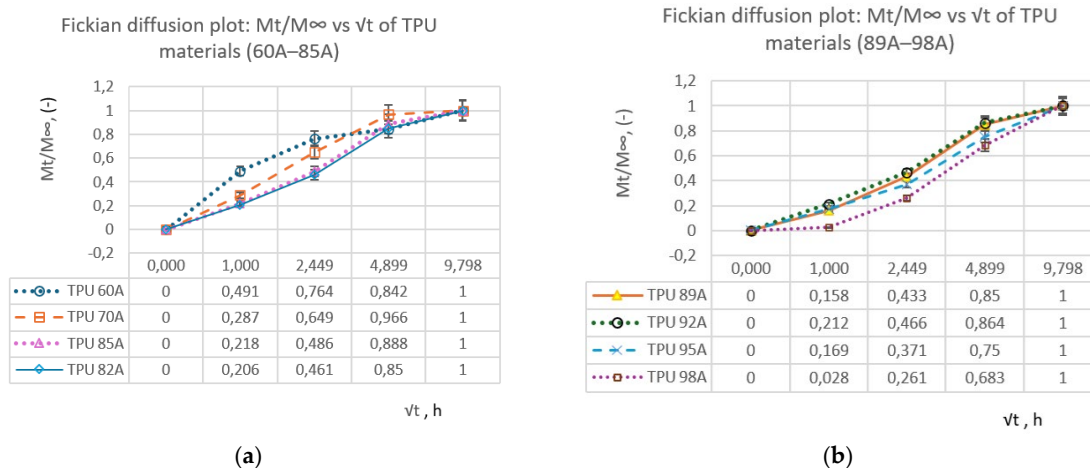 Fickian diffusion plot: Mt/M∞ vs √t of TPU
materials (60A–85A)
Mt/M∞, (-)
1,2
1
0,8
0,6
0,4
0,2
0
-0,2
0,000 1,000 2,449 4,899 9,798
TPU 60A 0 0,491 0,764 0,842 1
TPU 70A 0 0,287 0,649 0,966 1
TPU 85A 0 0,218 0,486 0,888 1
TPU 82A 0 0,206 0,461 0,85 1
√t , h
(a)
Fickian diffusion plot: Mt/M∞ vs √t of TPU
materials (89A–98A)
Mt/M∞, (-)
1,2
1
0,8
0,6
0,4
0,2
0
-0,2
0,000 1,000 2,449 4,899 9,798
TPU 89A 0 0,158 0,433 0,85 1
TPU 92A 0 0,212 0,466 0,864 1
TPU 95A 0 0,169 0,371 0,75 1
TPU 98A 0 0,028 0,261 0,683 1
√t , h
(b)